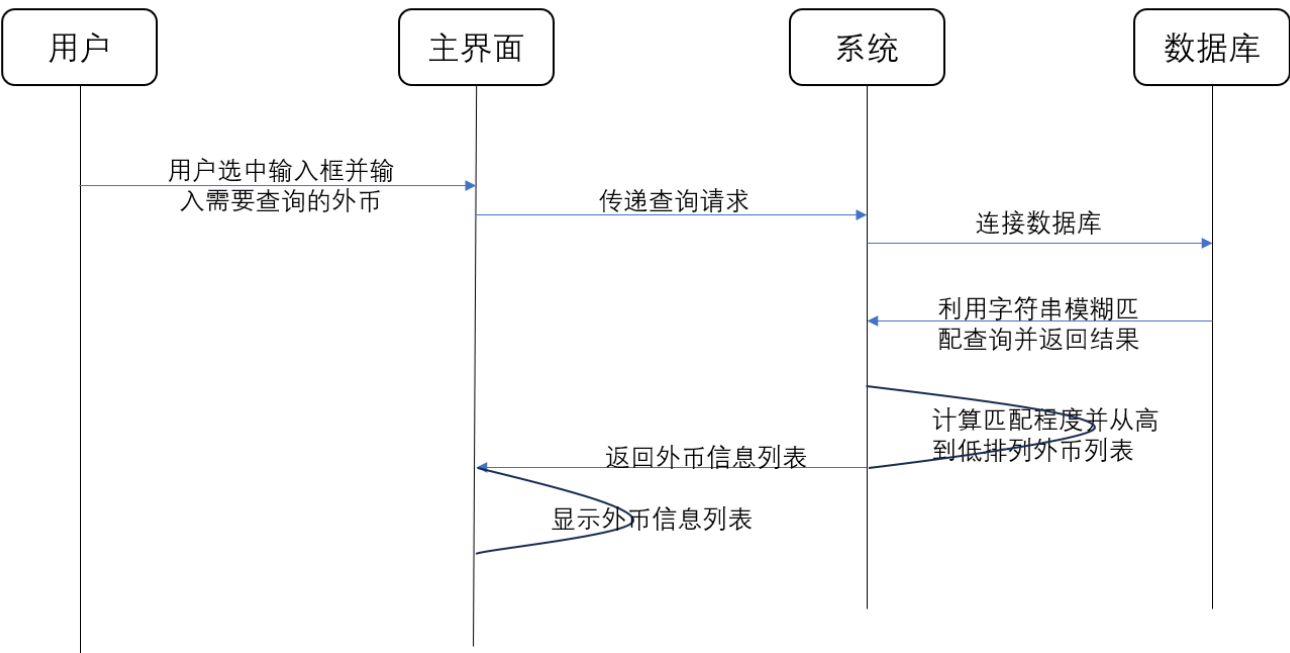 用户
主界面
系统
数据库
用户选中输入框并输
入需要查询的外币
传递查询请求
连接数据库
利用字符串模糊匹
配查询并返回结果
计算匹配程度并从高
到低排列外币列表
返回外币信息列表
显示外币信息列表